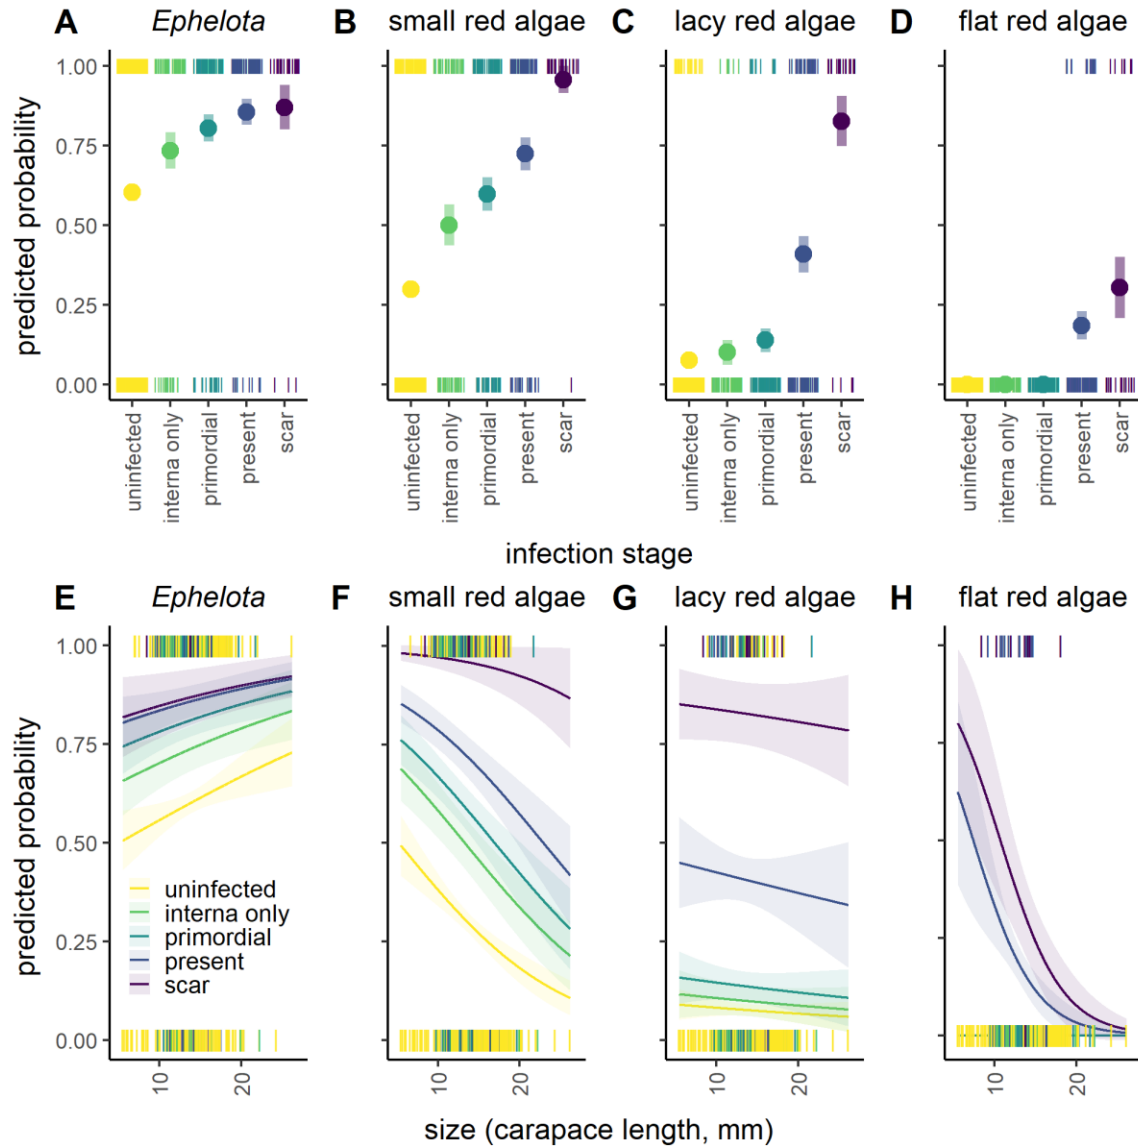 A Ephelota B small red algae C lacy red algae D flat red algae
predicted probability
1.00
0.75
0.50
0.25
0.00
uninfected interna only primordial present scar uninfected interna only primordial present scar uninfected interna only primordial present scar uninfected interna only primordial present scar
infection stage
E Ephelota F small red algae G lacy red algae H flat red algae
predicted probability
1.00
0.75
0.50
0.25
0.00
uninfected
interna only
primordial
present
scar
10 20 10 20 10 20 10 20
size (carapace length, mm)